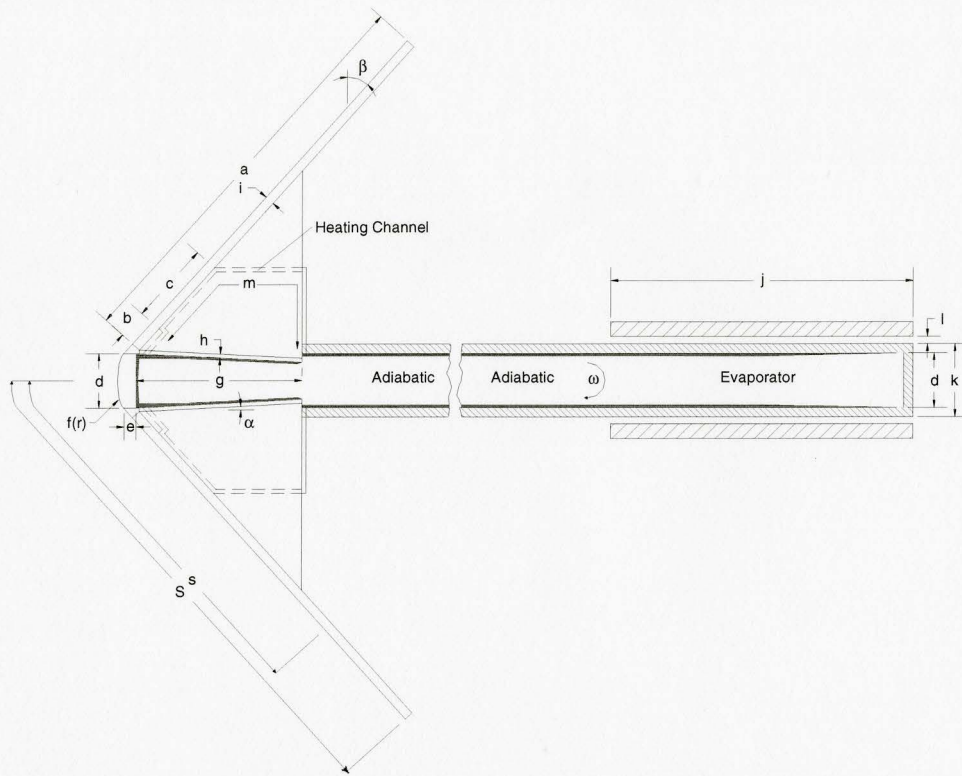 β
a
i
Heating Channel
c
m
j
b
l
h
d
g
Adiabatic
Adiabatic
ω
Evaporator
d
k
f(r)
e
α
s
S